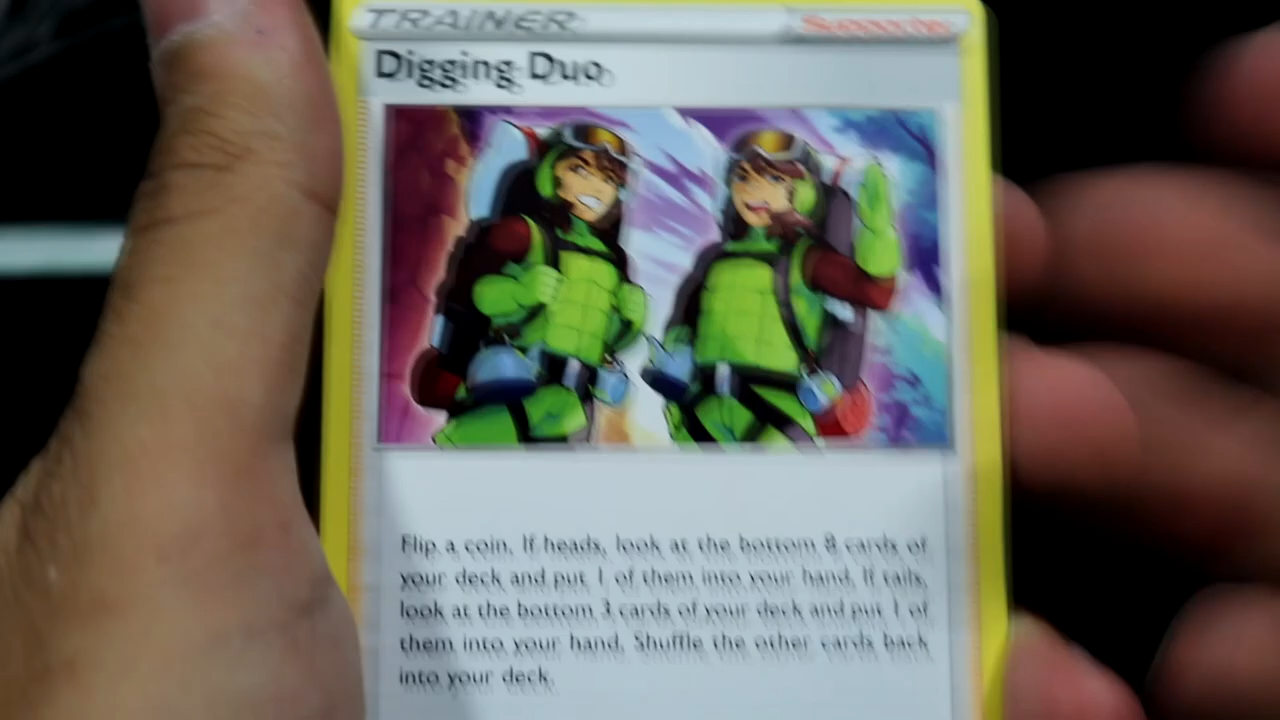 TRAINER
Supporter
Digging Duo
Flip a coin. If heads, look at the bottom 8 cards of
your deck and put 1 of them into your hand. If tails,
look at the bottom 3 cards of your deck and put 1 of
them into your hand. Shuffle the other cards back
into your deck.